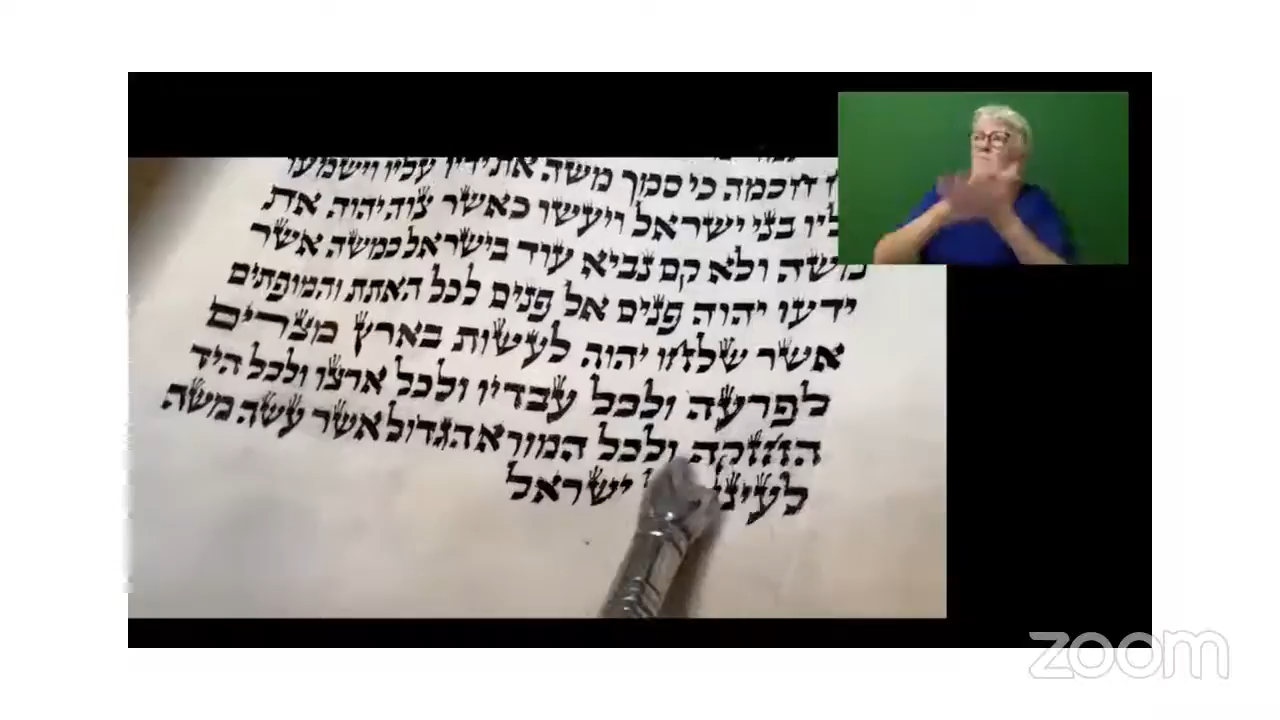 חכמה כי סמך משה את ידיו עליו וישמעו
בני ישראל ויעשו כאשר צוה יהוה את
משה ולא קם נביא עוד בישראל כמשה אשר
ידעו יהוה פנים אל פנים לכל האתת והמופתים
אשר שלחו יהוה לעשות בארץ מצרים
לפרעה ולכל עבדיו ולכל ארצו ולכל היד
החזקה ולכל המורא הגדול אשר עשה משה
ישראל
zoom